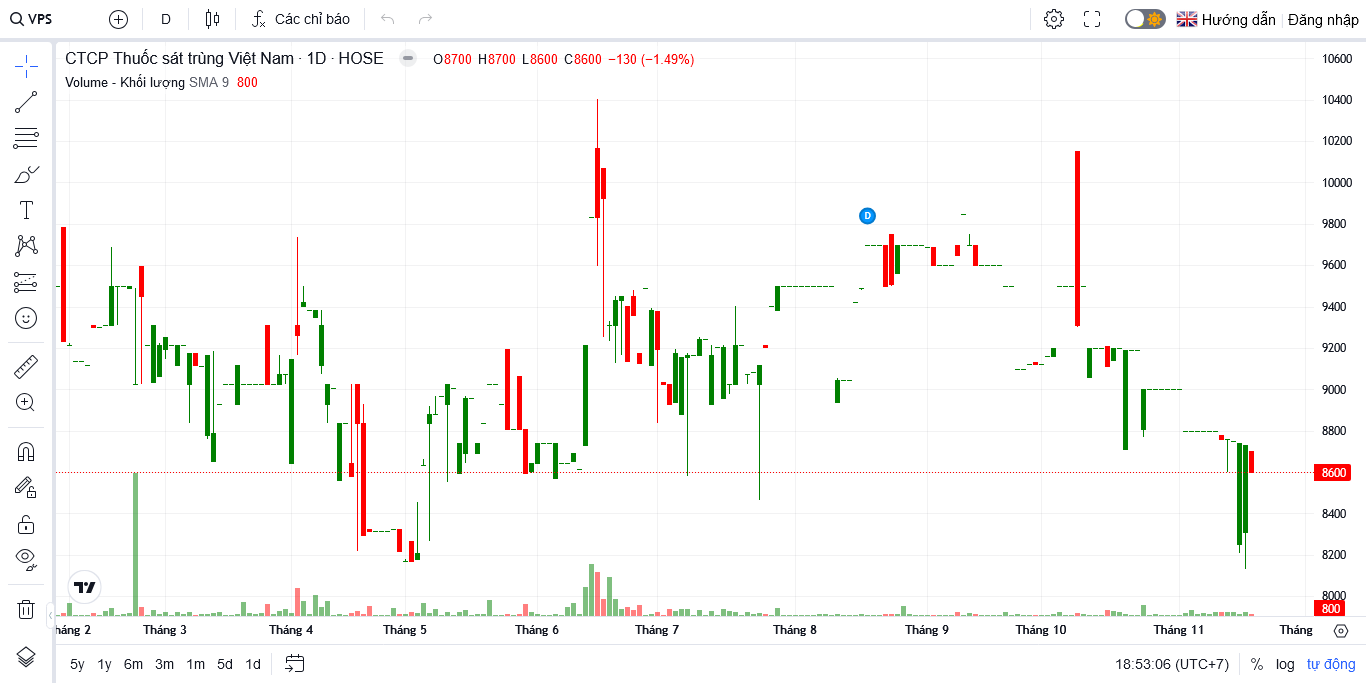 VPS D Các chỉ báo Hướng dẫn Đăng nhập
CTCP Thuốc sát trùng Việt Nam · 1D · HOSE O8700 H8700 L8600 C8600 −130 (−1.49%)
Volume - Khối lượng SMA 9 800
10600
10400
10200
10000
D
9800
9600
9400
9200
9000
8800
8600
8400
8200
8000
800
háng 2 Tháng 3 Tháng 4 Tháng 5 Tháng 6 Tháng 7 Tháng 8 Tháng 9 Tháng 10 Tháng 11 Tháng
5y 1y 6m 3m 1m 5d 1d 18:53:06 (UTC+7) % log tự động